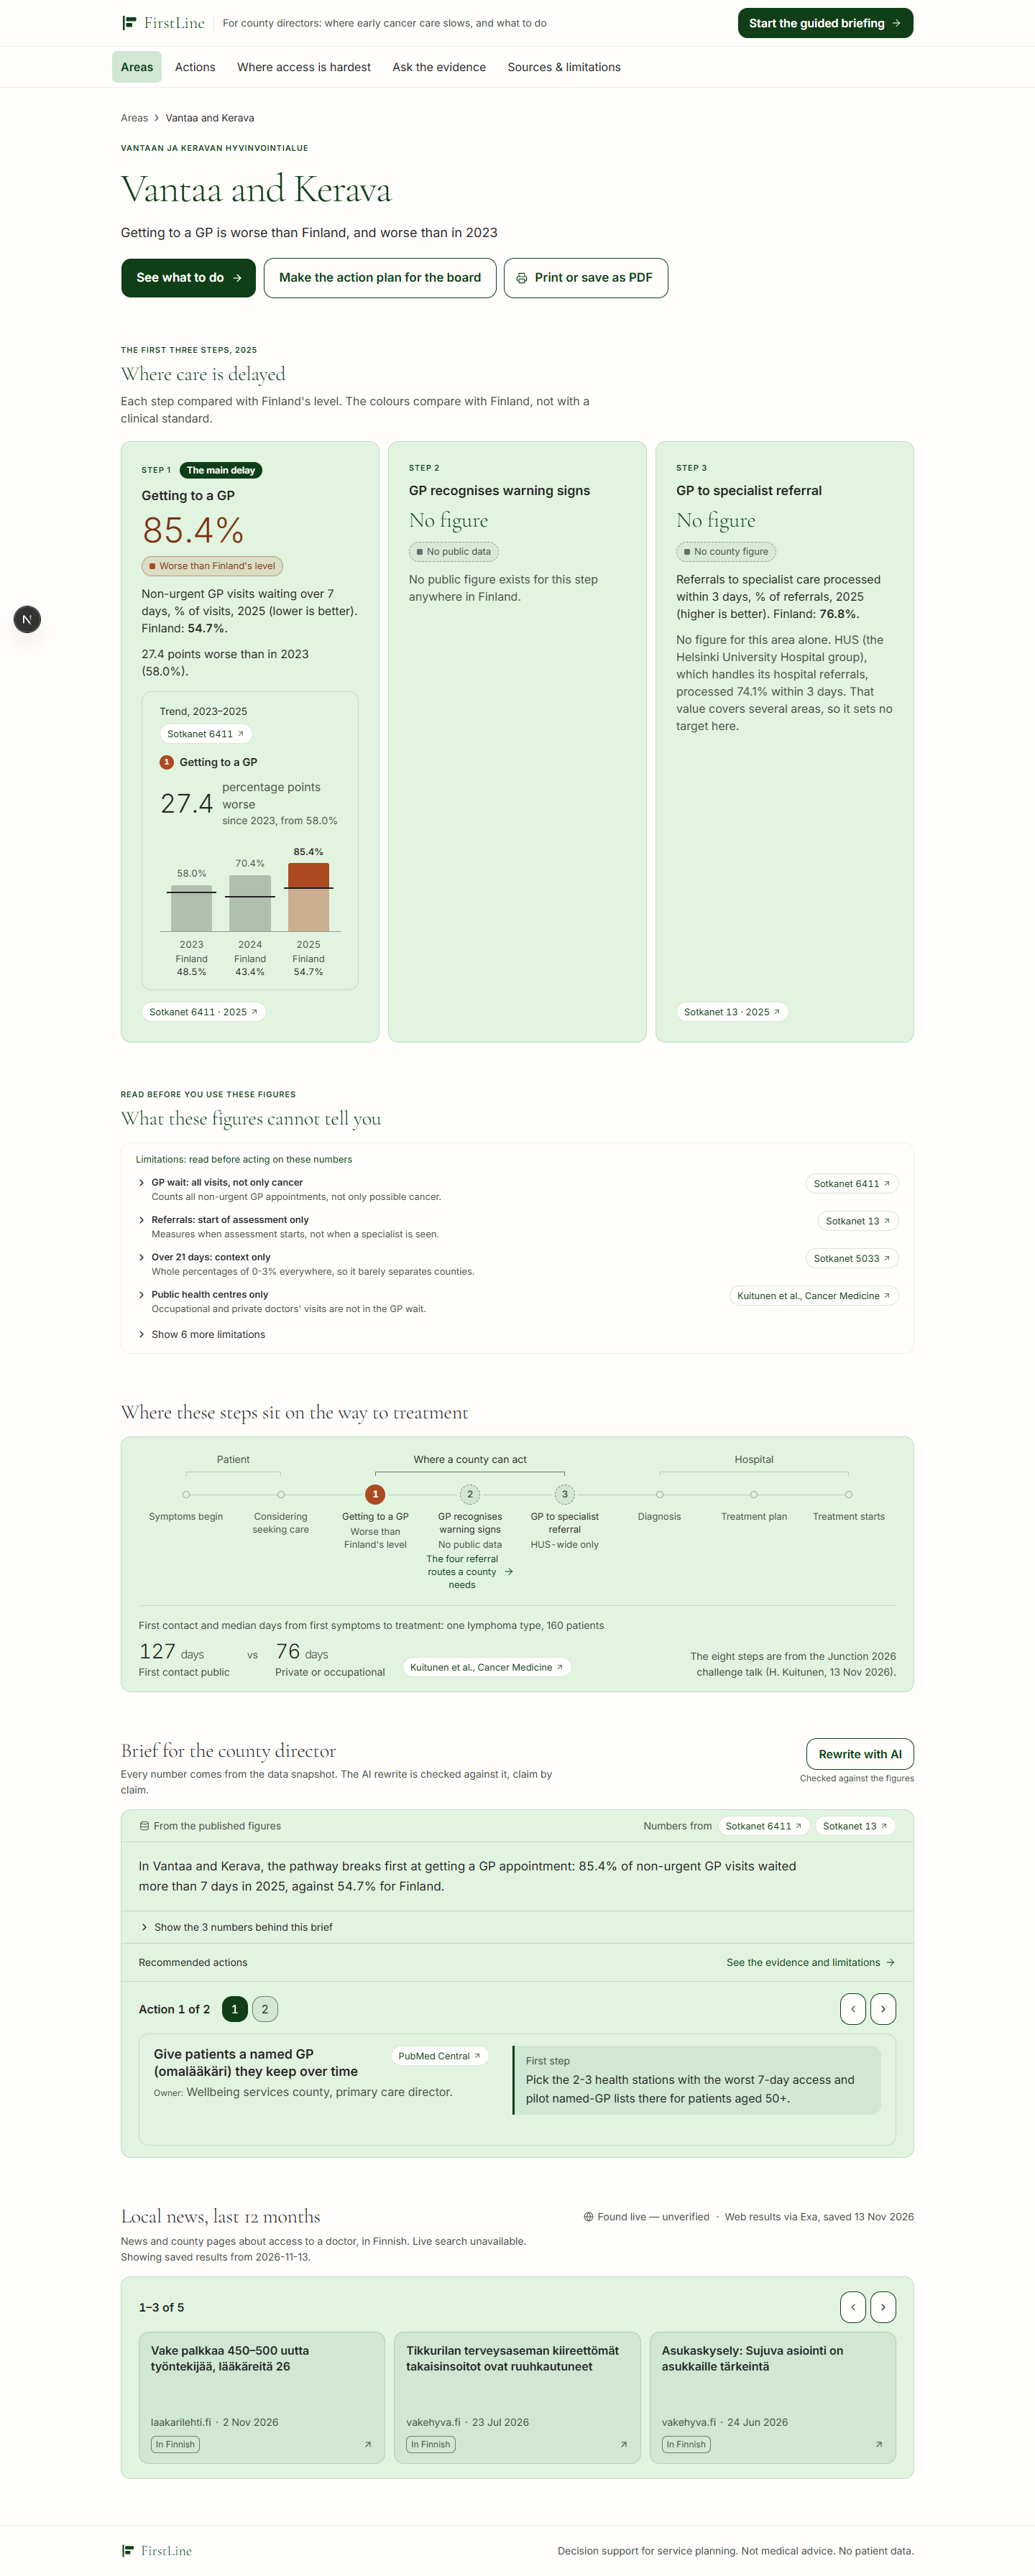 FirstLine
For county directors: where early cancer care slows, and what to do
Start the guided briefing
Areas
Actions
Where access is hardest
Ask the evidence
Sources & limitations
Areas
Vantaa and Kerava
VANTAAN JA KERAVAN HYVINVOINTIALUE
Vantaa and Kerava
Getting to a GP is worse than Finland, and worse than in 2023
See what to do
Make the action plan for the board
Print or save as PDF
THE FIRST THREE STEPS, 2025
Where care is delayed
Each step compared with Finland's level. The colours compare with Finland, not with a
clinical standard.
STEP 1
The main delay
Getting to a GP
85.4%
Worse than Finland's level
Non-urgent GP visits waiting over 7
days, % of visits, 2025 (lower is better).
Finland: 54.7%.
27.4 points worse than in 2023
(58.0%).
Trend, 2023–2025
Sotkanet 6411
1
Getting to a GP
27.4
percentage points
worse
since 2023, from 58.0%
58.0%
70.4%
85.4%
2023
Finland
48.5%
2024
Finland
43.4%
2025
Finland
54.7%
Sotkanet 6411 · 2025
STEP 2
GP recognises warning signs
No figure
No public data
No public figure exists for this step
anywhere in Finland.
STEP 3
GP to specialist referral
No figure
No county figure
Referrals to specialist care processed
within 3 days, % of referrals, 2025
(higher is better). Finland: 76.8%.
No figure for this area alone. HUS (the
Helsinki University Hospital group),
which handles its hospital referrals,
processed 74.1% within 3 days. That
value covers several areas, so it sets no
target here.
Sotkanet 13 · 2025
READ BEFORE YOU USE THESE FIGURES
What these figures cannot tell you
Limitations: read before acting on these numbers
GP wait: all visits, not only cancer
Counts all non-urgent GP appointments, not only possible cancer.
Sotkanet 6411
Referrals: start of assessment only
Measures when assessment starts, not when a specialist is seen.
Sotkanet 13
Over 21 days: context only
Whole percentages of 0-3% everywhere, so it barely separates counties.
Sotkanet 5033
Public health centres only
Occupational and private doctors' visits are not in the GP wait.
Kuitunen et al., Cancer Medicine
Show 6 more limitations
Where these steps sit on the way to treatment
Patient
Where a county can act
Hospital
1
2
3
Symptoms begin
Considering
seeking care
Getting to a GP
Worse than
Finland's level
GP recognises
warning signs
No public data
The four referral
routes a county
needs
GP to specialist
referral
HUS-wide only
Diagnosis
Treatment plan
Treatment starts
First contact and median days from first symptoms to treatment: one lymphoma type, 160 patients
127 days
First contact public
vs
76 days
Private or occupational
Kuitunen et al., Cancer Medicine
The eight steps are from the Junction 2026
challenge talk (H. Kuitunen, 13 Nov 2026).
Brief for the county director
Every number comes from the data snapshot. The AI rewrite is checked against it, claim by
claim.
Rewrite with AI
Checked against the figures
From the published figures
Numbers from
Sotkanet 6411
Sotkanet 13
In Vantaa and Kerava, the pathway breaks first at getting a GP appointment: 85.4% of non-urgent GP visits waited
more than 7 days in 2025, against 54.7% for Finland.
Show the 3 numbers behind this brief
Recommended actions
See the evidence and limitations
Action 1 of 2
1
2
Give patients a named GP
(omalääkäri) they keep over time
PubMed Central
Owner: Wellbeing services county, primary care director.
First step
Pick the 2-3 health stations with the worst 7-day access and
pilot named-GP lists there for patients aged 50+.
Local news, last 12 months
Found live — unverified · Web results via Exa, saved 13 Nov 2026
News and county pages about access to a doctor, in Finnish. Live search unavailable.
Showing saved results from 2026-11-13.
1–3 of 5
Vake palkkaa 450–500 uutta
työntekijää, lääkäreitä 26
laakarilehti.fi · 2 Nov 2026
In Finnish
Tikkurilan terveysaseman kiireettömät
takaisinsoitot ovat ruuhkautuneet
vakehyva.fi · 23 Jul 2026
In Finnish
Asukaskysely: Sujuva asiointi on
asukkaille tärkeintä
vakehyva.fi · 24 Jun 2026
In Finnish
FirstLine
Decision support for service planning. Not medical advice. No patient data.